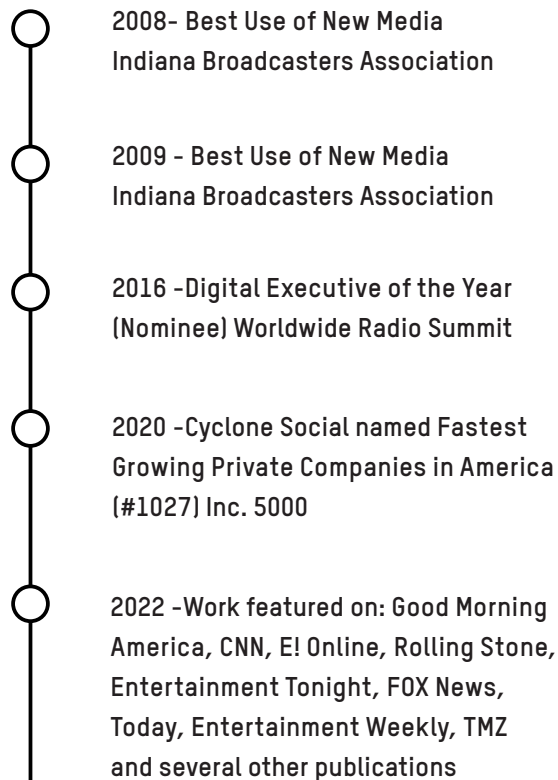 2008- Best Use of New Media
Indiana Broadcasters Association
2009 - Best Use of New Media
Indiana Broadcasters Association
2016 -Digital Executive of the Year
(Nominee) Worldwide Radio Summit
2020 -Cyclone Social named Fastest
Growing Private Companies in America
(#1027) Inc. 5000
2022 -Work featured on: Good Morning
America, CNN, E! Online, Rolling Stone,
Entertainment Tonight, FOX News,
Today, Entertainment Weekly, TMZ
and several other publications